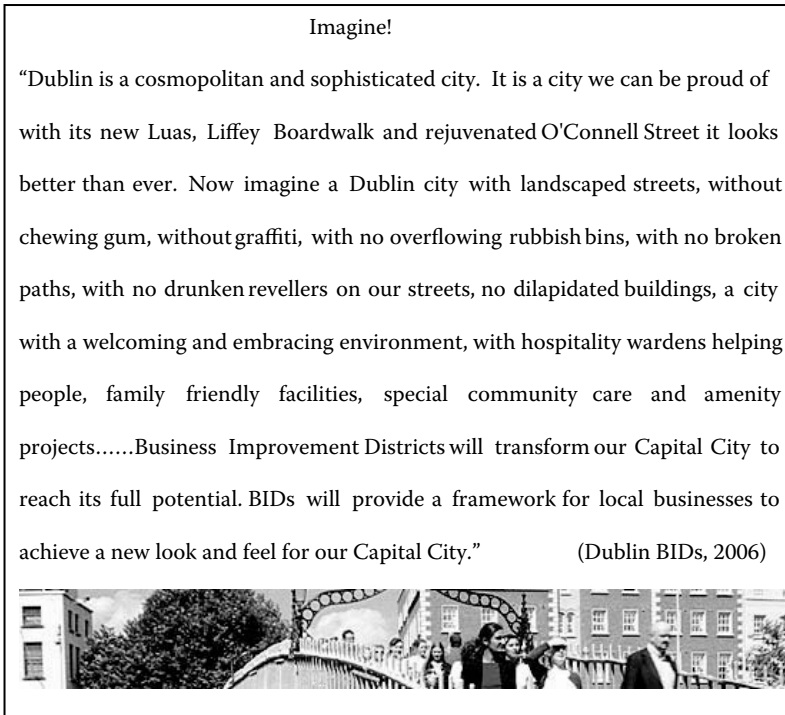 Imagine!
“Dublin is a cosmopolitan and sophisticated city. It is a city we can be proud of
with its new Luas, Liffey Boardwalk and rejuvenated O'Connell Street it looks
better than ever. Now imagine a Dublin city with landscaped streets, without
chewing gum, without graffiti, with no overflowing rubbish bins, with no broken
paths, with no drunken revellers on our streets, no dilapidated buildings, a city
with a welcoming and embracing environment, with hospitality wardens helping
people, family friendly facilities, special community care and amenity
projects......Business Improvement Districts will transform our Capital City to
reach its full potential. BIDs will provide a framework for local businesses to
achieve a new look and feel for our Capital City.” (Dublin BIDs, 2006)